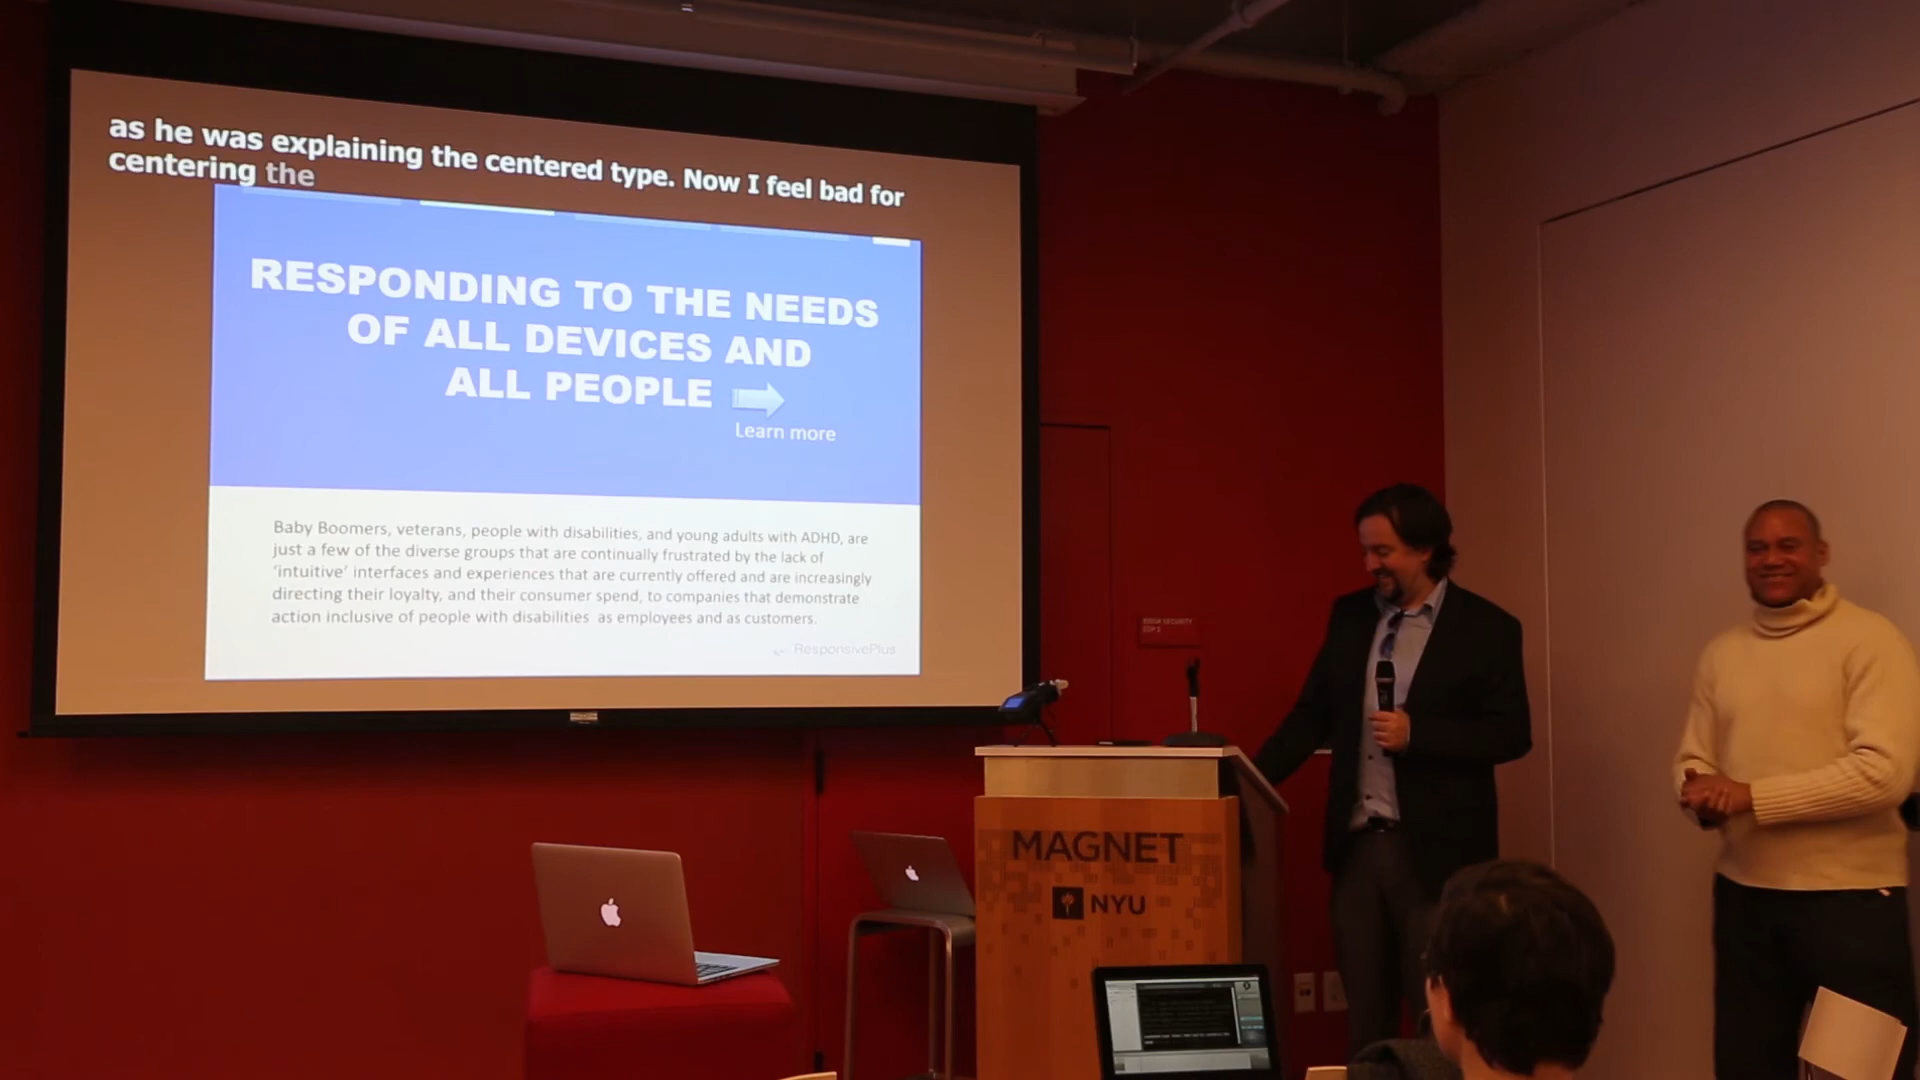 as he was explaining the centered type. Now I feel bad for
centering the
RESPONDING TO THE NEEDS
OF ALL DEVICES AND
ALL PEOPLE
Learn more
Baby Boomers, veterans, people with disabilities, and young adults with ADHD, are
just a few of the diverse groups that are continually frustrated by the lack of
‘intuitive’ interfaces and experiences that are currently offered and are increasingly
directing their loyalty, and their consumer spend, to companies that demonstrate
action inclusive of people with disabilities as employees and as customers.
ResponsivePlus
MAGNET
NYU